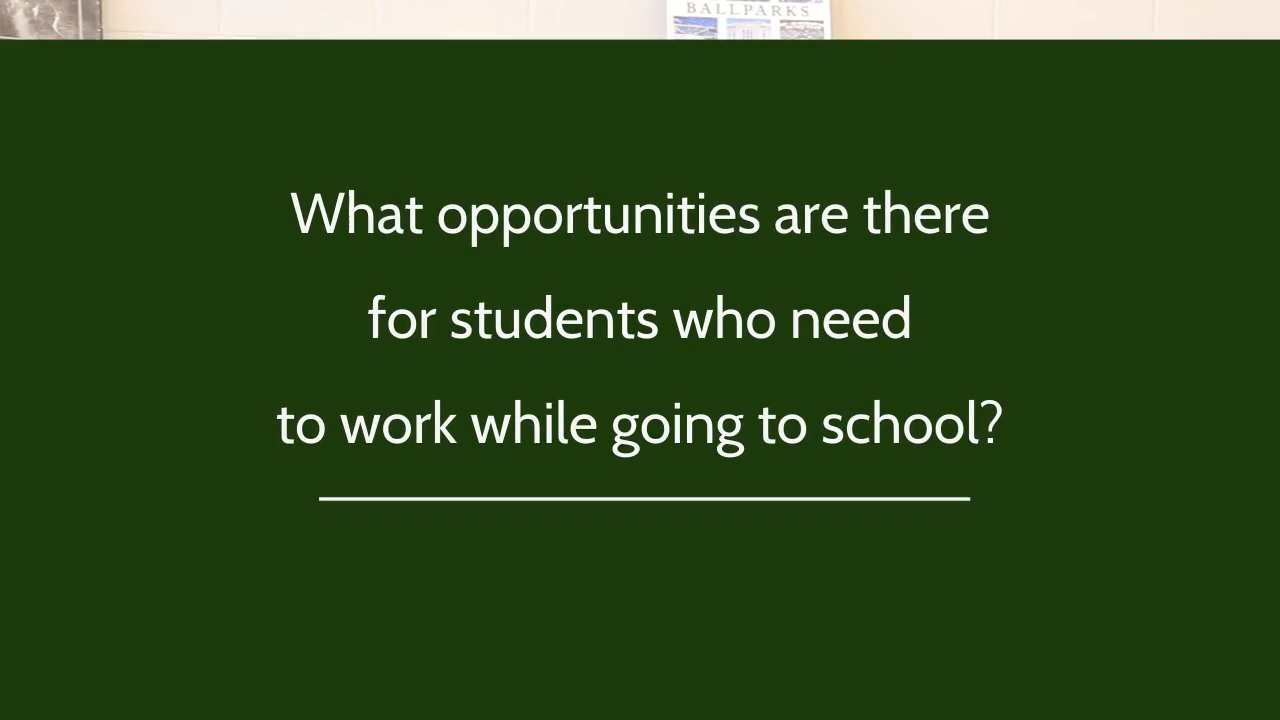 BALLPARKS
What opportunities are there
for students who need
to work while going to school?